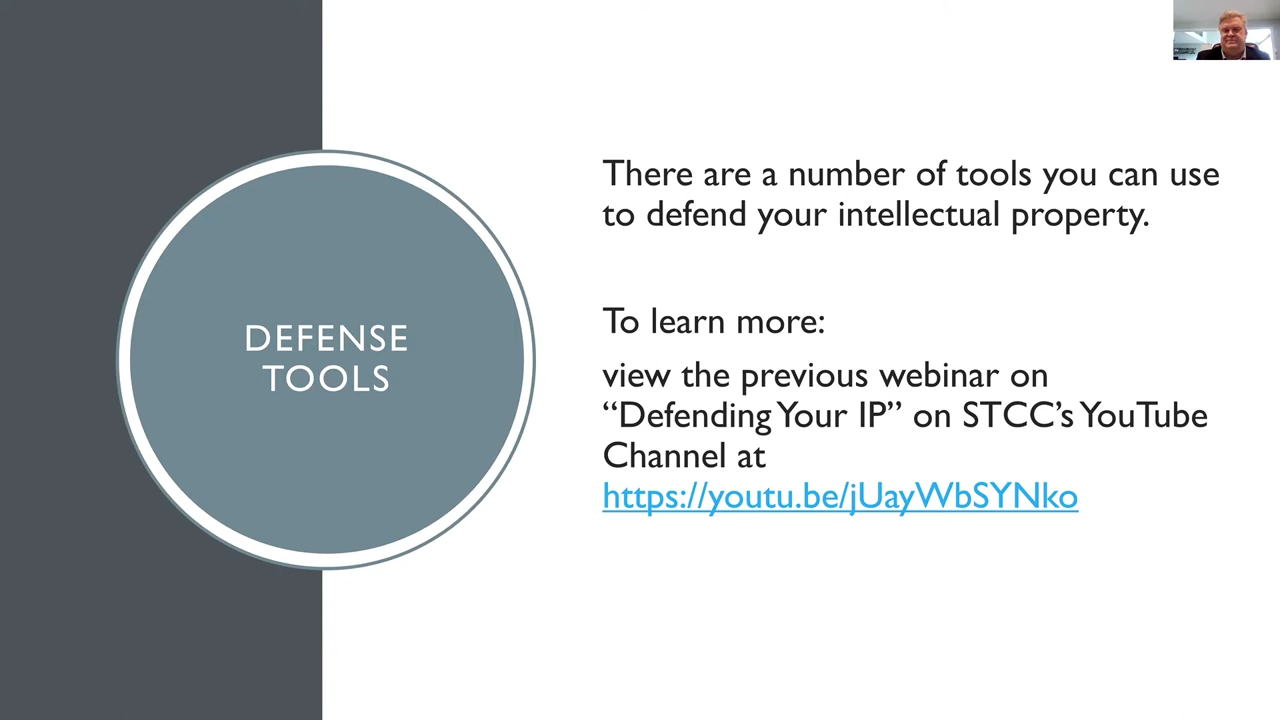 DEFENSE
TOOLS
There are a number of tools you can use
to defend your intellectual property.
To learn more:
view the previous webinar on
“Defending Your IP” on STCC’s YouTube
Channel at
https://youtu.be/jUayWbSYNko